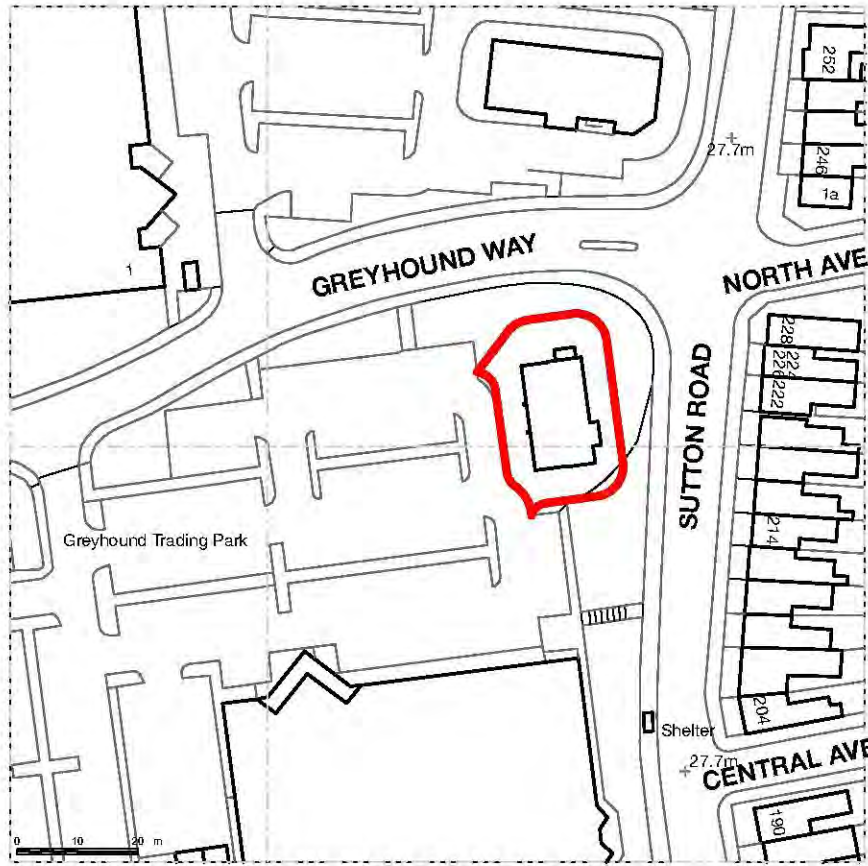 252
27.7m
246
1a
GREYHOUND WAY
NORTH AVE
1
228
224
226
222
SUTTON ROAD
214
Greyhound Trading Park
204
Shelter
27.7m
CENTRAL AVE
190
0 10 20 m